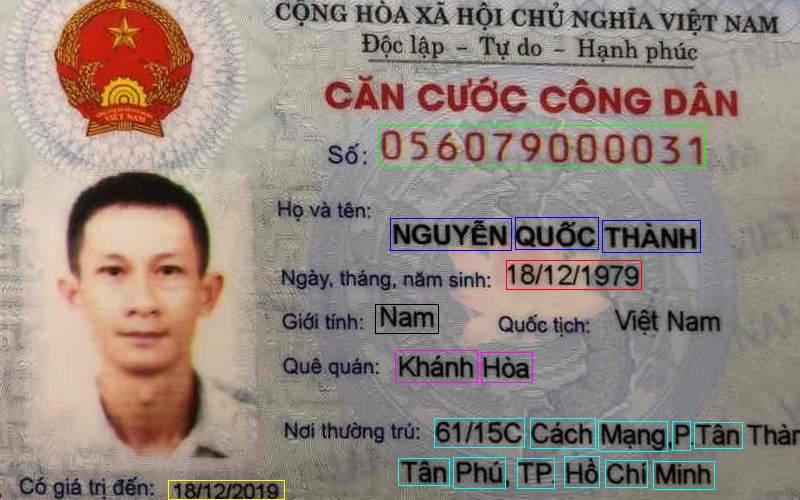 CỘNG HÒA XÃ HỘI CHỦ NGHĨA VIỆT NAM
Độc lập - Tự do - Hạnh phúc
CĂN CƯỚC CÔNG DÂN
VIỆT NAM
Số: 056079000031
Họ và tên:
NGUYỄN QUỐC THÀNH
Ngày, tháng, năm sinh: 18/12/1979
Giới tính: Nam Quốc tịch: Việt Nam
Quê quán: Khánh Hòa
Nơi thường trú: 61/15C Cách Mạng,P.Tân Thàn
Tân Phú, TP. Hồ Chí Minh
Có giá trị đến: 18/12/2019